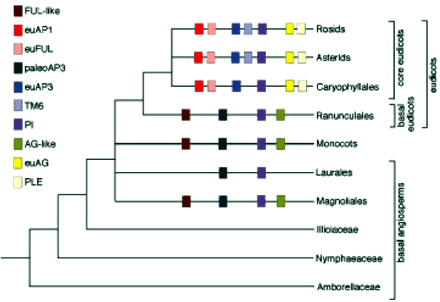 FUL-like
euAP1
euFUL
paleoAP3
euAP3
TM6
PI
AG-like
euAG
PLE
Rosids
Asterids
Caryophyllales
Ranunculales
Monocots
Laurales
Magnoliales
Illiciaceae
Nymphaeaceae
Amborellaceae
core eudicots
basal
eudicots
eudicots
basal angiosperms